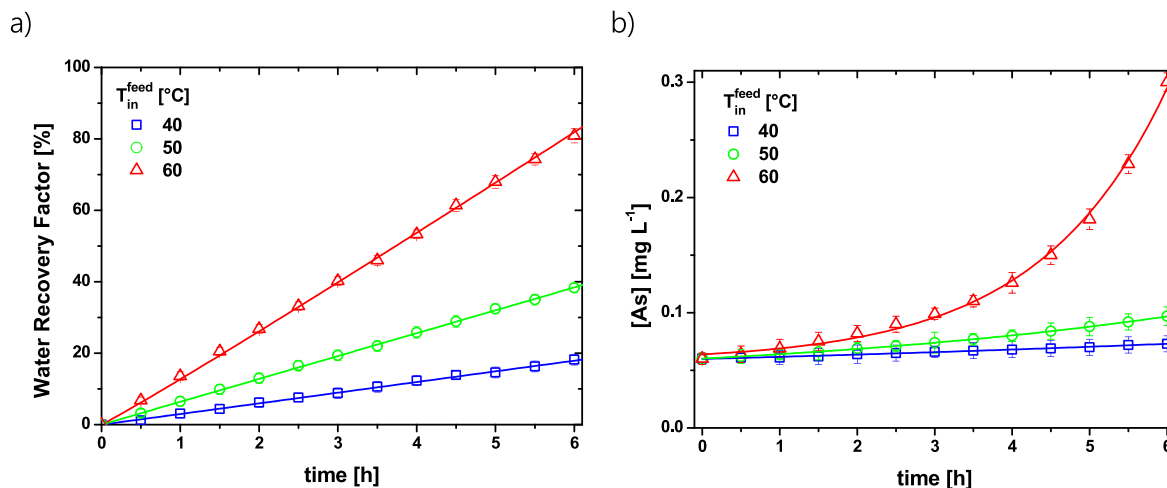 a)
Water Recovery Factor [%]
100
80
60
40
20
0
T_in^feed [°C]
40
50
60
0 1 2 3 4 5 6
time [h]
b)
[As] [mg L⁻¹]
0.3
0.2
0.1
0.0
T_in^feed [°C]
40
50
60
0 1 2 3 4 5 6
time [h]